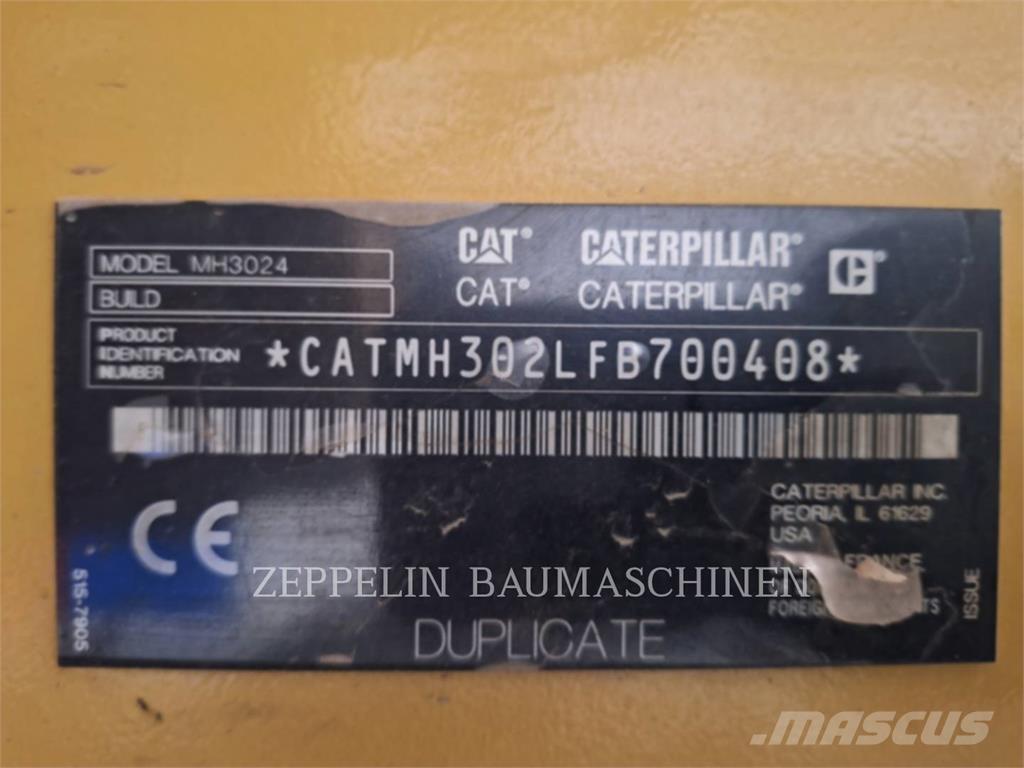 MODEL MH3024
BUILD
CAT® CATERPILLAR®
CAT® CATERPILLAR®
PRODUCT
IDENTIFICATION
NUMBER
*CATMH302LFB700408*
CE
CATERPILLAR INC.
PEORIA, IL 61629
USA
FRANCE
515-7905
ISSUE
ZEPPELIN BAUMASCHINEN
DUPLICATE
MASCUS